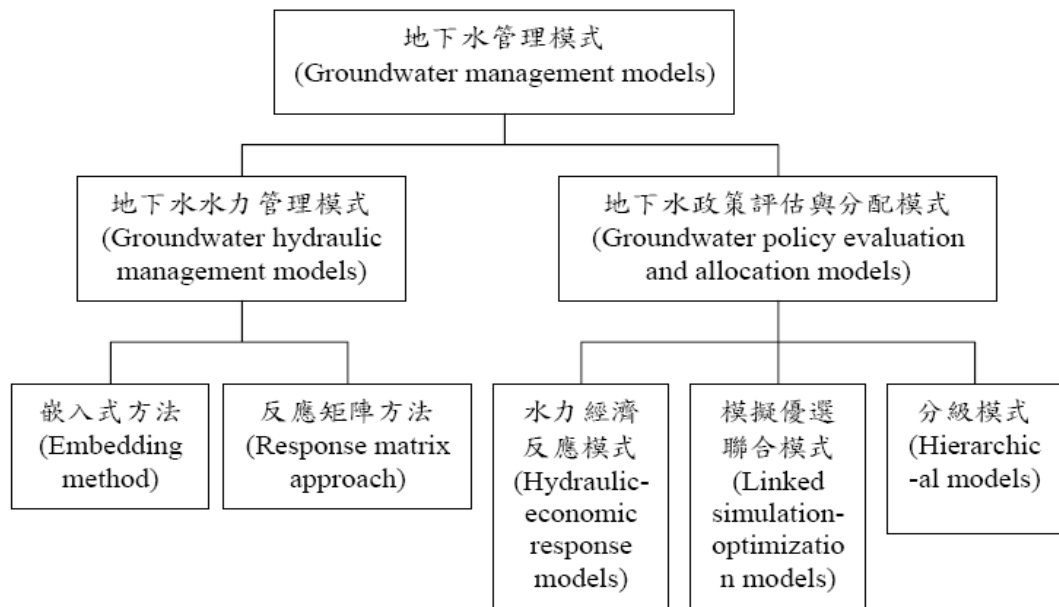 地下水管理模式
(Groundwater management models)
地下水水力管理模式
(Groundwater hydraulic
management models)
地下水政策評估與分配模式
(Groundwater policy evaluation
and allocation models)
嵌入式方法
(Embedding
method)
反應矩陣方法
(Response matrix
approach)
水力經濟
反應模式
(Hydraulic-
economic
response
models)
模擬優選
聯合模式
(Linked
simulation-
optimizatio
n models)
分級模式
(Hierarchic
-al models)